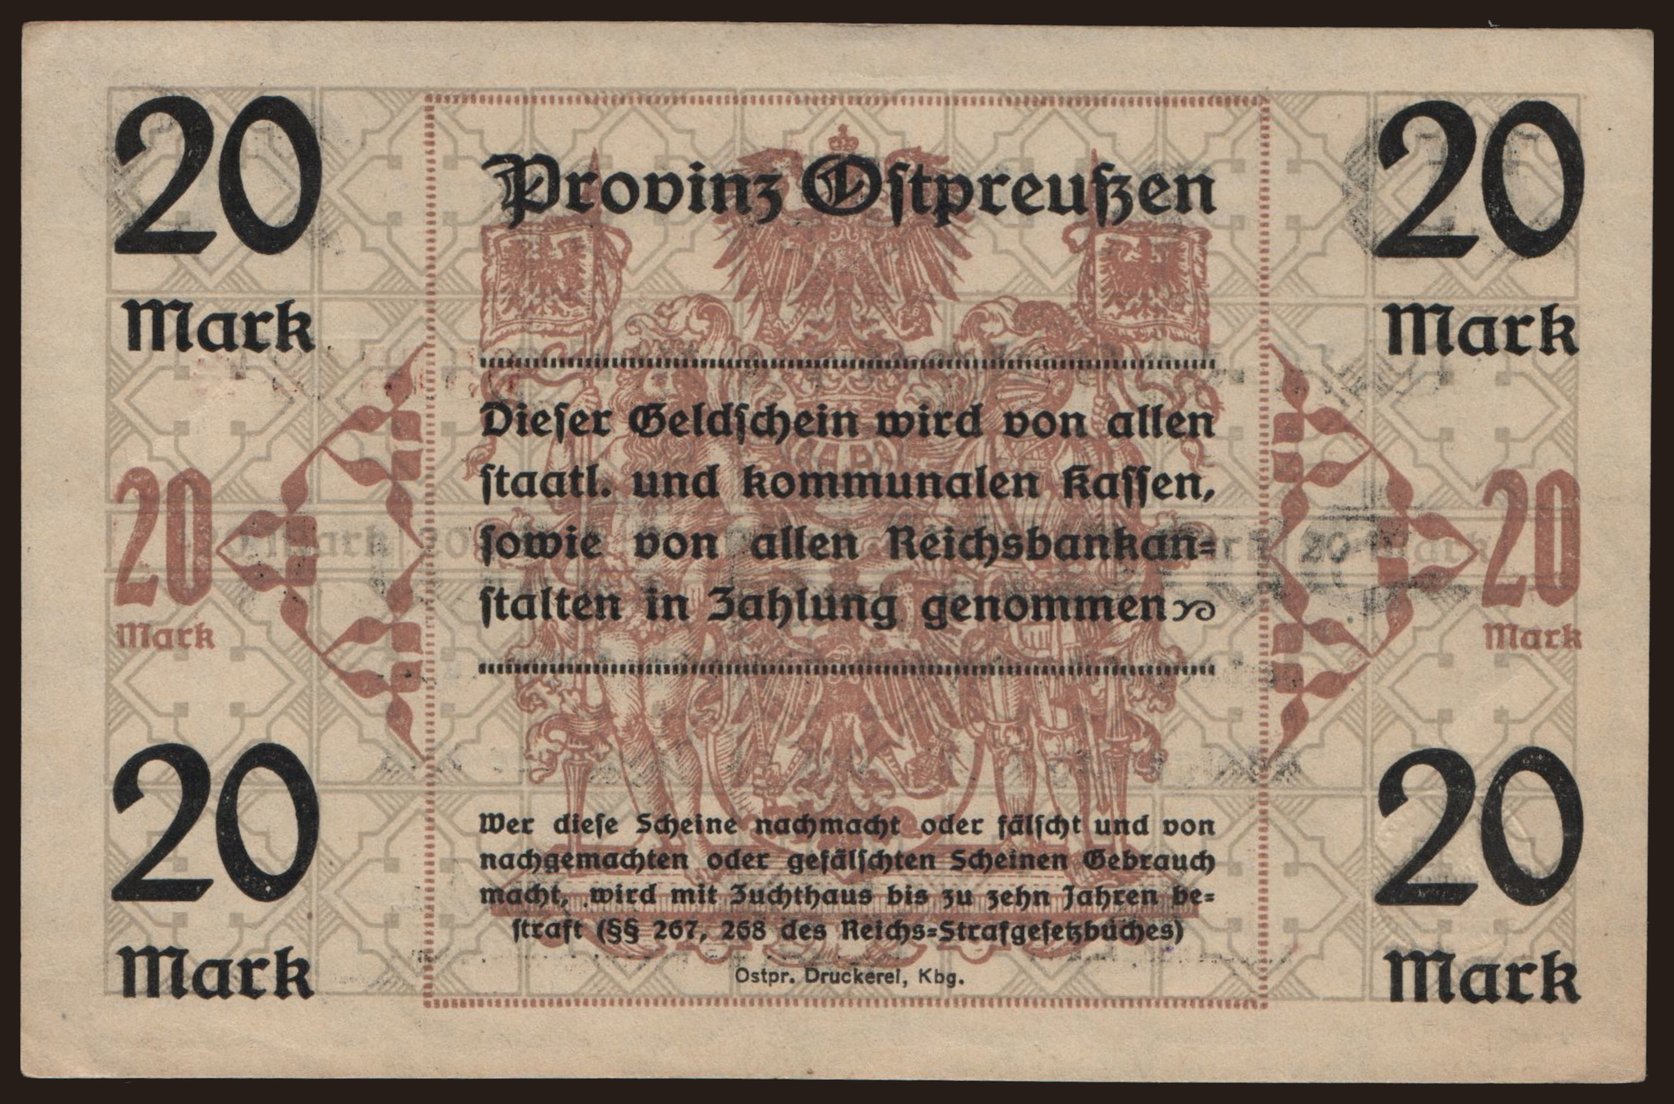 20 20
Mark Mark
Provinz Ostpreußen
Dieser Geldschein wird von allen
staatl. und kommunalen Kassen,
sowie von allen Reichsbankan=
stalten in Zahlung genommen
20 20
Mark Mark
20 20
Mark Mark
Wer diese Scheine nachmacht oder fälscht und von
nachgemachten oder gefälschten Scheinen Gebrauch
macht, wird mit Zuchthaus bis zu zehn Jahren be=
straft (§§ 267, 268 des Reichs=Strafgesetzbuches)
Ostpr. Druckerei, Kbg.